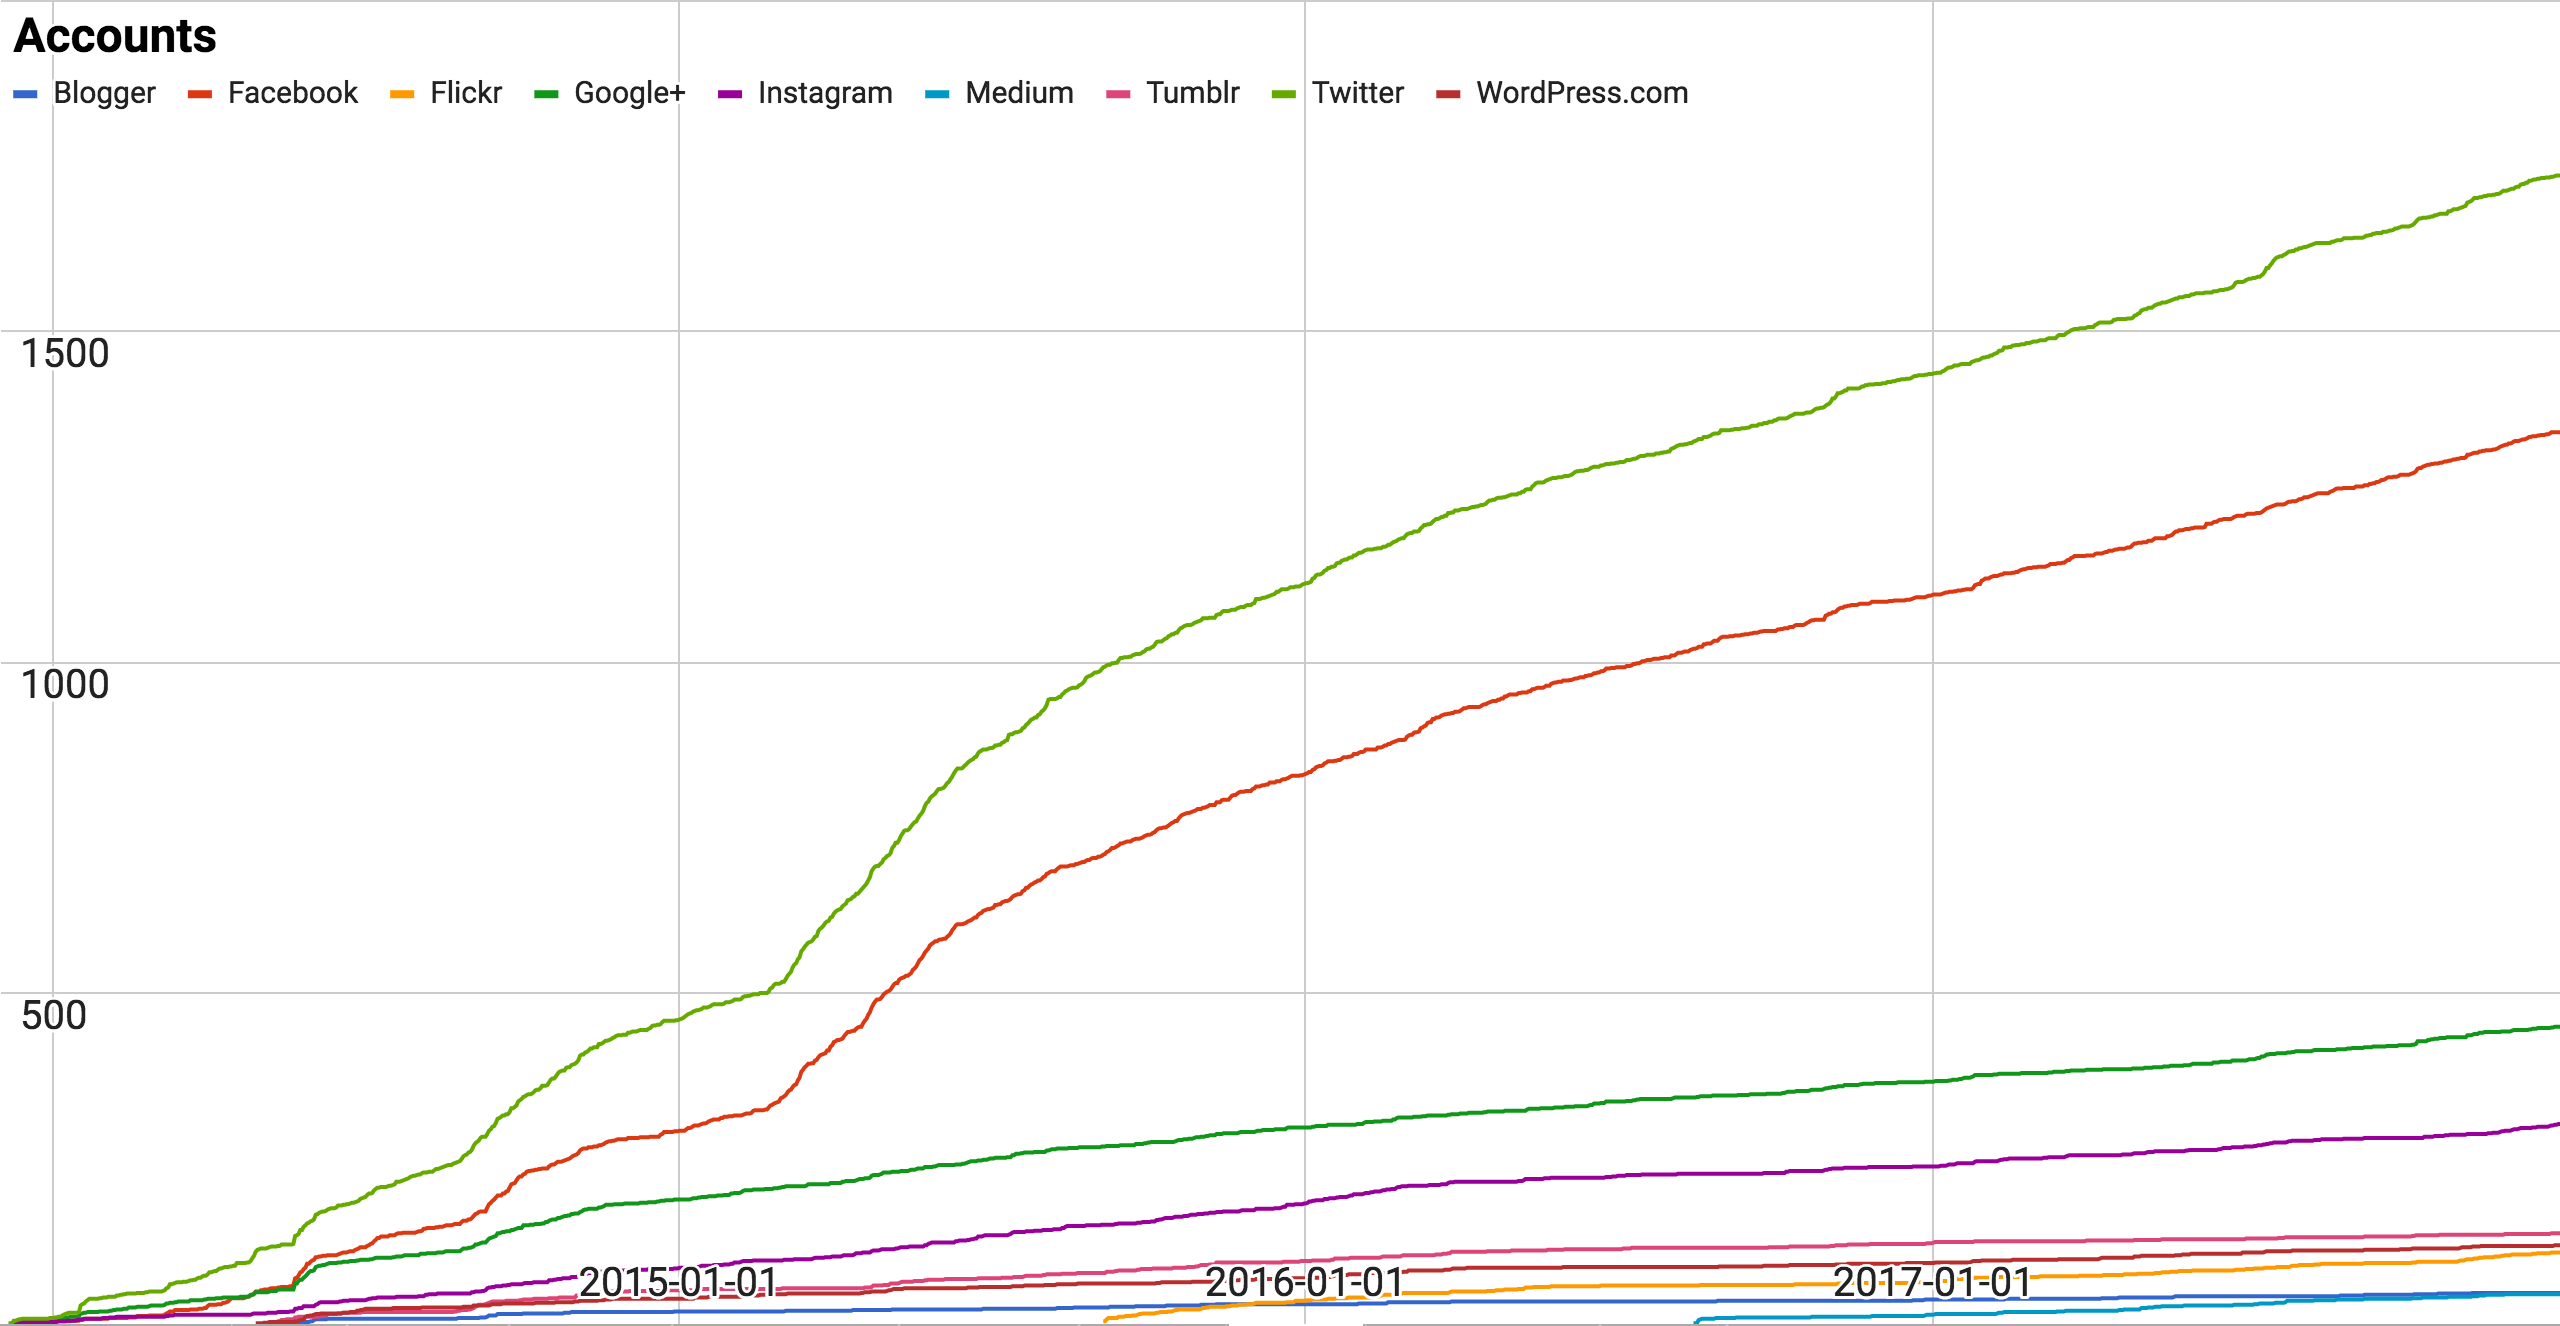 Accounts
Blogger Facebook Flickr Google+ Instagram Medium Tumblr Twitter WordPress.com
1500
1000
500
2015-01-01 2016-01-01 2017-01-01